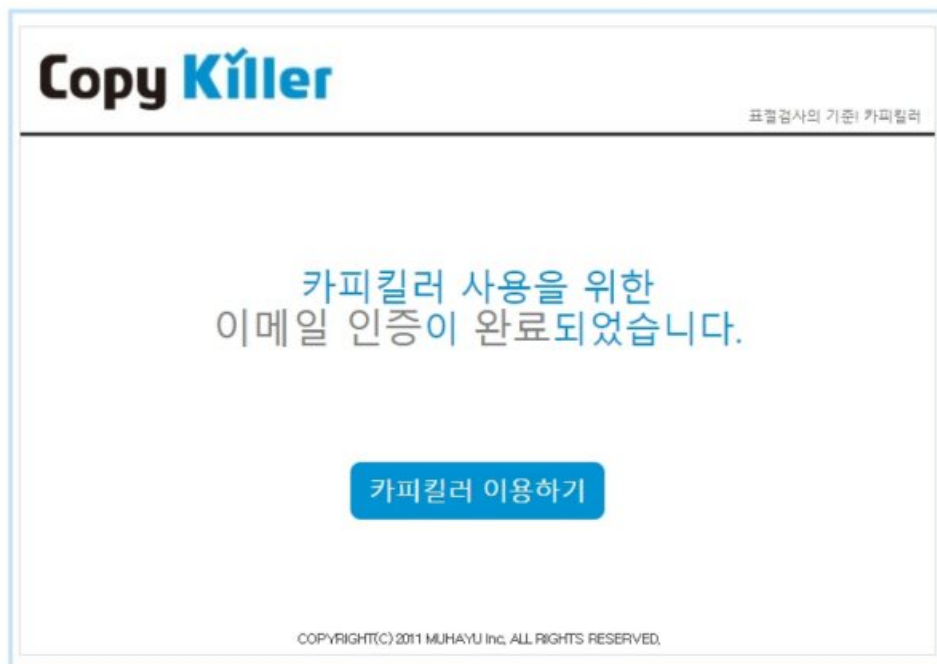 Copy Killer
표절검사의 기준! 카피킬러
카피킬러 사용을 위한
이메일 인증이 완료되었습니다.
카피킬러 이용하기
COPYRIGHT(C) 2011 MUHAYU Inc, ALL RIGHTS RESERVED,